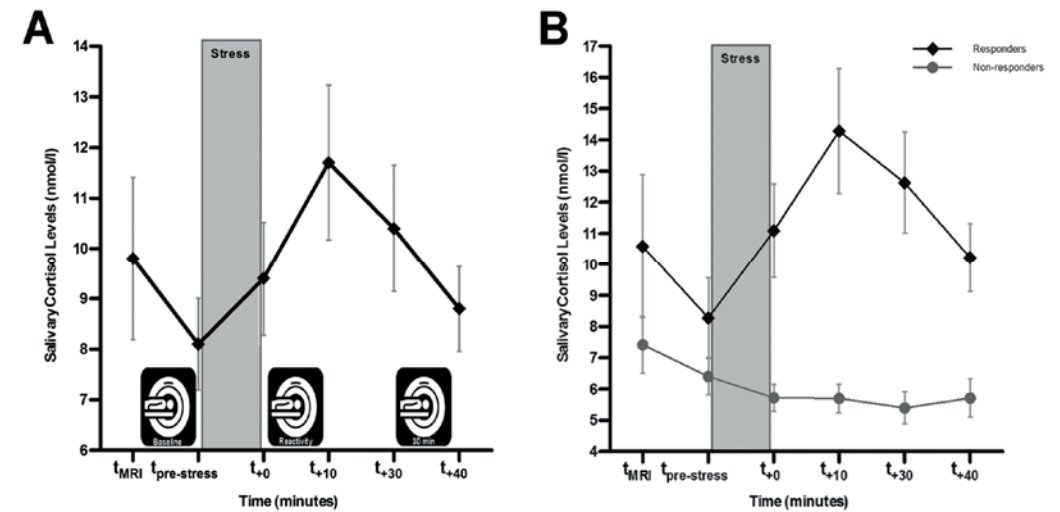 A
Salivary Cortisol Levels (nmol/l)
14
13
12
11
10
9
8
7
6
Stress
Baseline
Reactivity
30 min
tMRI tpre-stress t+0 t+10 t+30 t+40
Time (minutes)
B
Salivary Cortisol Levels (nmol/l)
17
16
15
14
13
12
11
10
9
8
7
6
5
4
Stress
Responders
Non-responders
tMRI tpre-stress t+0 t+10 t+30 t+40
Time (minutes)